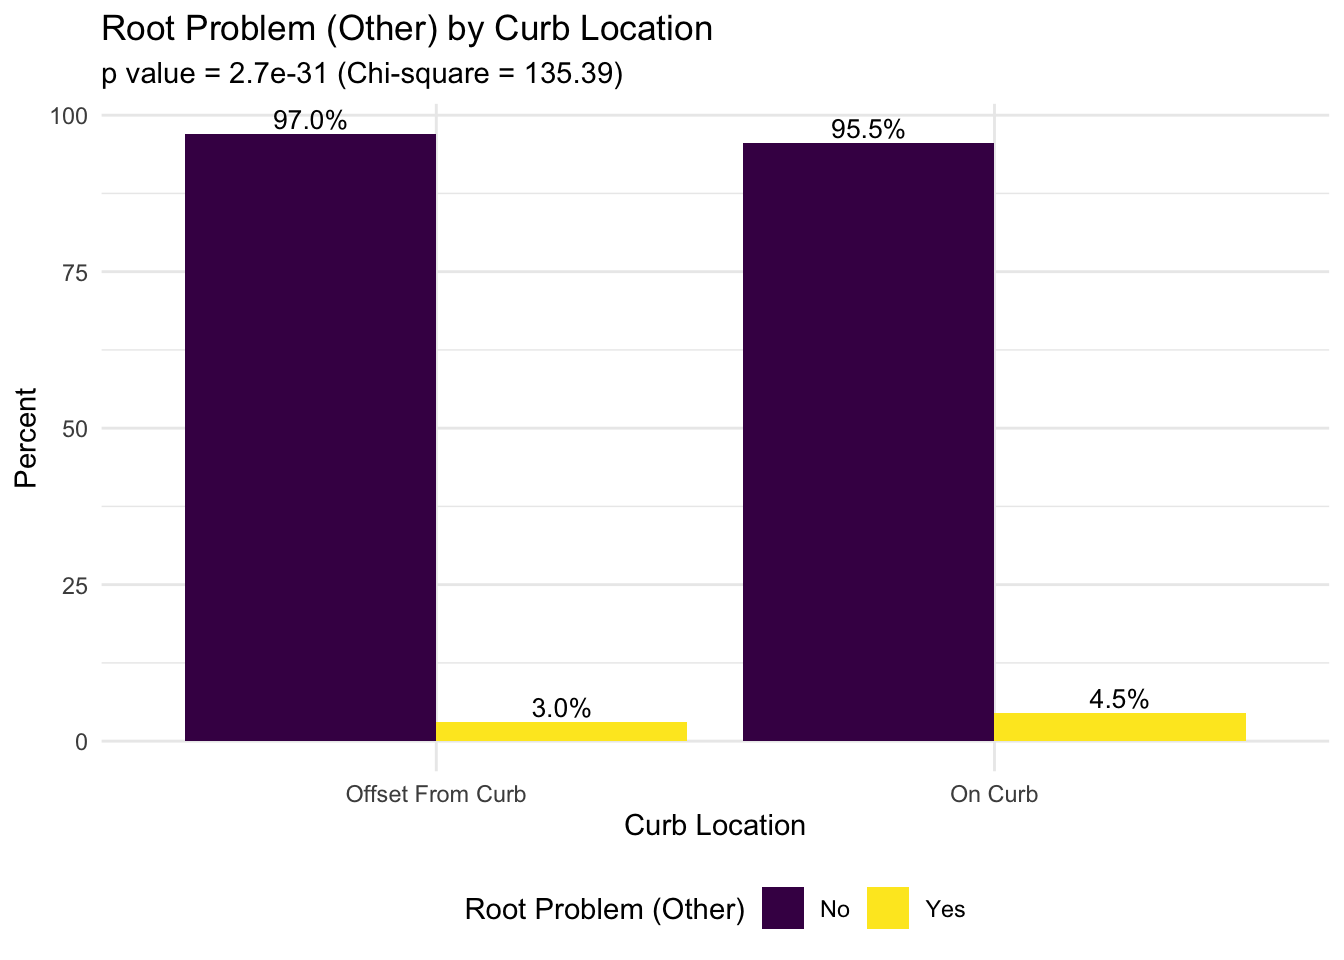 Root Problem (Other) by Curb Location
p value = 2.7e-31 (Chi-square = 135.39)
100
75
50
25
0
Percent
97.0%
3.0%
95.5%
4.5%
Offset From Curb
On Curb
Curb Location
Root Problem (Other)
No
Yes